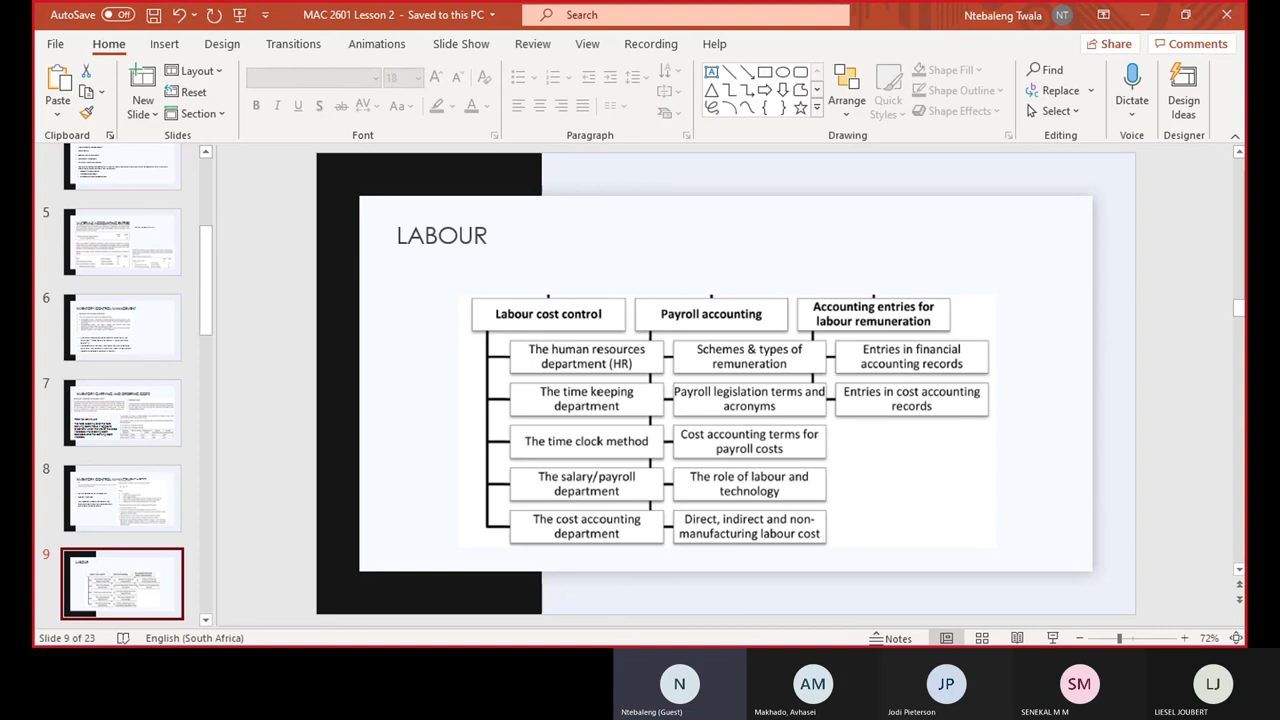 AutoSave Off MAC 2601 Lesson 2 - Saved to this PC Search Ntebaleng Twala NT
File Home Insert Design Transitions Animations Slide Show Review View Recording Help Share Comments
Paste
New
Slide
Layout
Reset
Section
18
B I U S ab AV Aa A
A
Arrange
Quick
Styles
Shape Fill
Shape Outline
Shape Effects
Find
Replace
Select
Dictate
Design
Ideas
Clipboard Slides Font Paragraph Drawing Editing Voice Designer
5
6
7
8
9
LABOUR
LABOUR
Labour cost control
The human resources
department (HR)
The time keeping
department
The time clock method
The salary/payroll
department
The cost accounting
department
Payroll accounting
Schemes & types of
remuneration
Payroll legislation terms and
acronyms
Cost accounting terms for
payroll costs
The role of labour and
technology
Direct, indirect and non-
manufacturing labour cost
Accounting entries for
labour remuneration
Entries in financial
accounting records
Entries in cost accounting
records
Slide 9 of 23 English (South Africa) Notes 72%
N
Ntebaleng (Guest)
AM
Makhado, Avhasei
JP
Jodi Pieterson
SM
SENEKAL M M
LJ
LIESEL JOUBERT